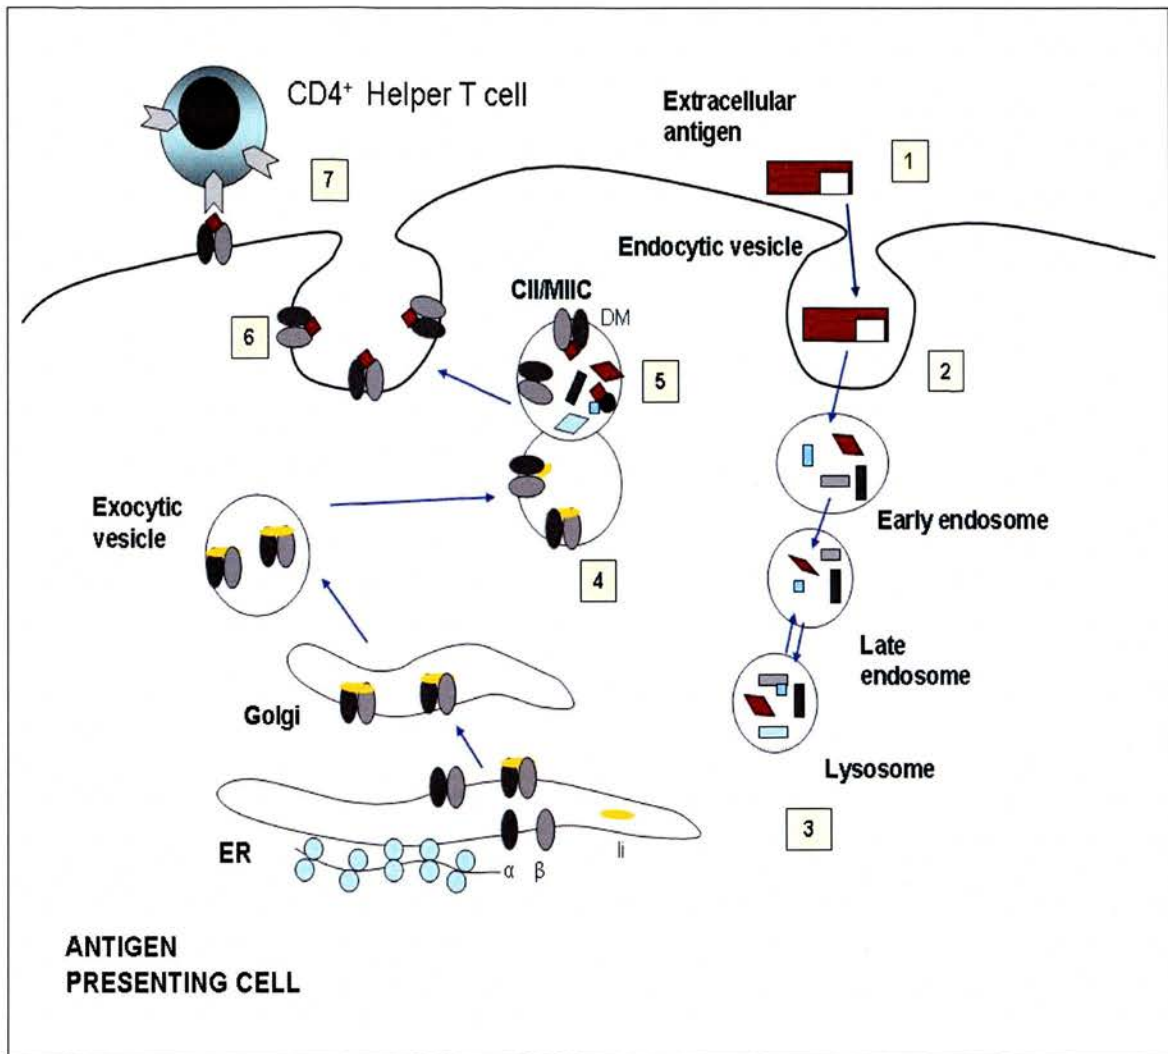 CD4⁺ Helper T cell
Extracellular
antigen
1
7
Endocytic vesicle
CII/MIIC
DM
6
5
2
Exocytic
vesicle
Early endosome
4
Late
endosome
Golgi
Lysosome
3
ER
α
β
Ii
ANTIGEN
PRESENTING CELL